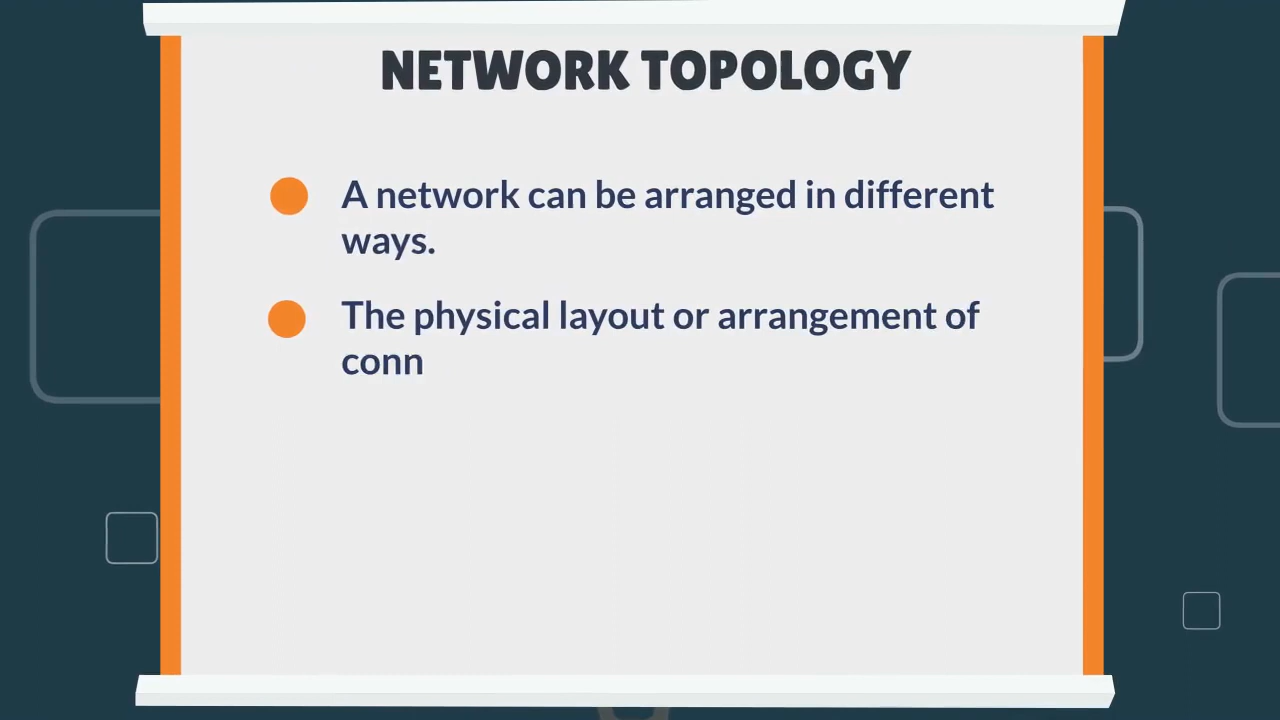 NETWORK TOPOLOGY
A network can be arranged in different
ways.
The physical layout or arrangement of
conn